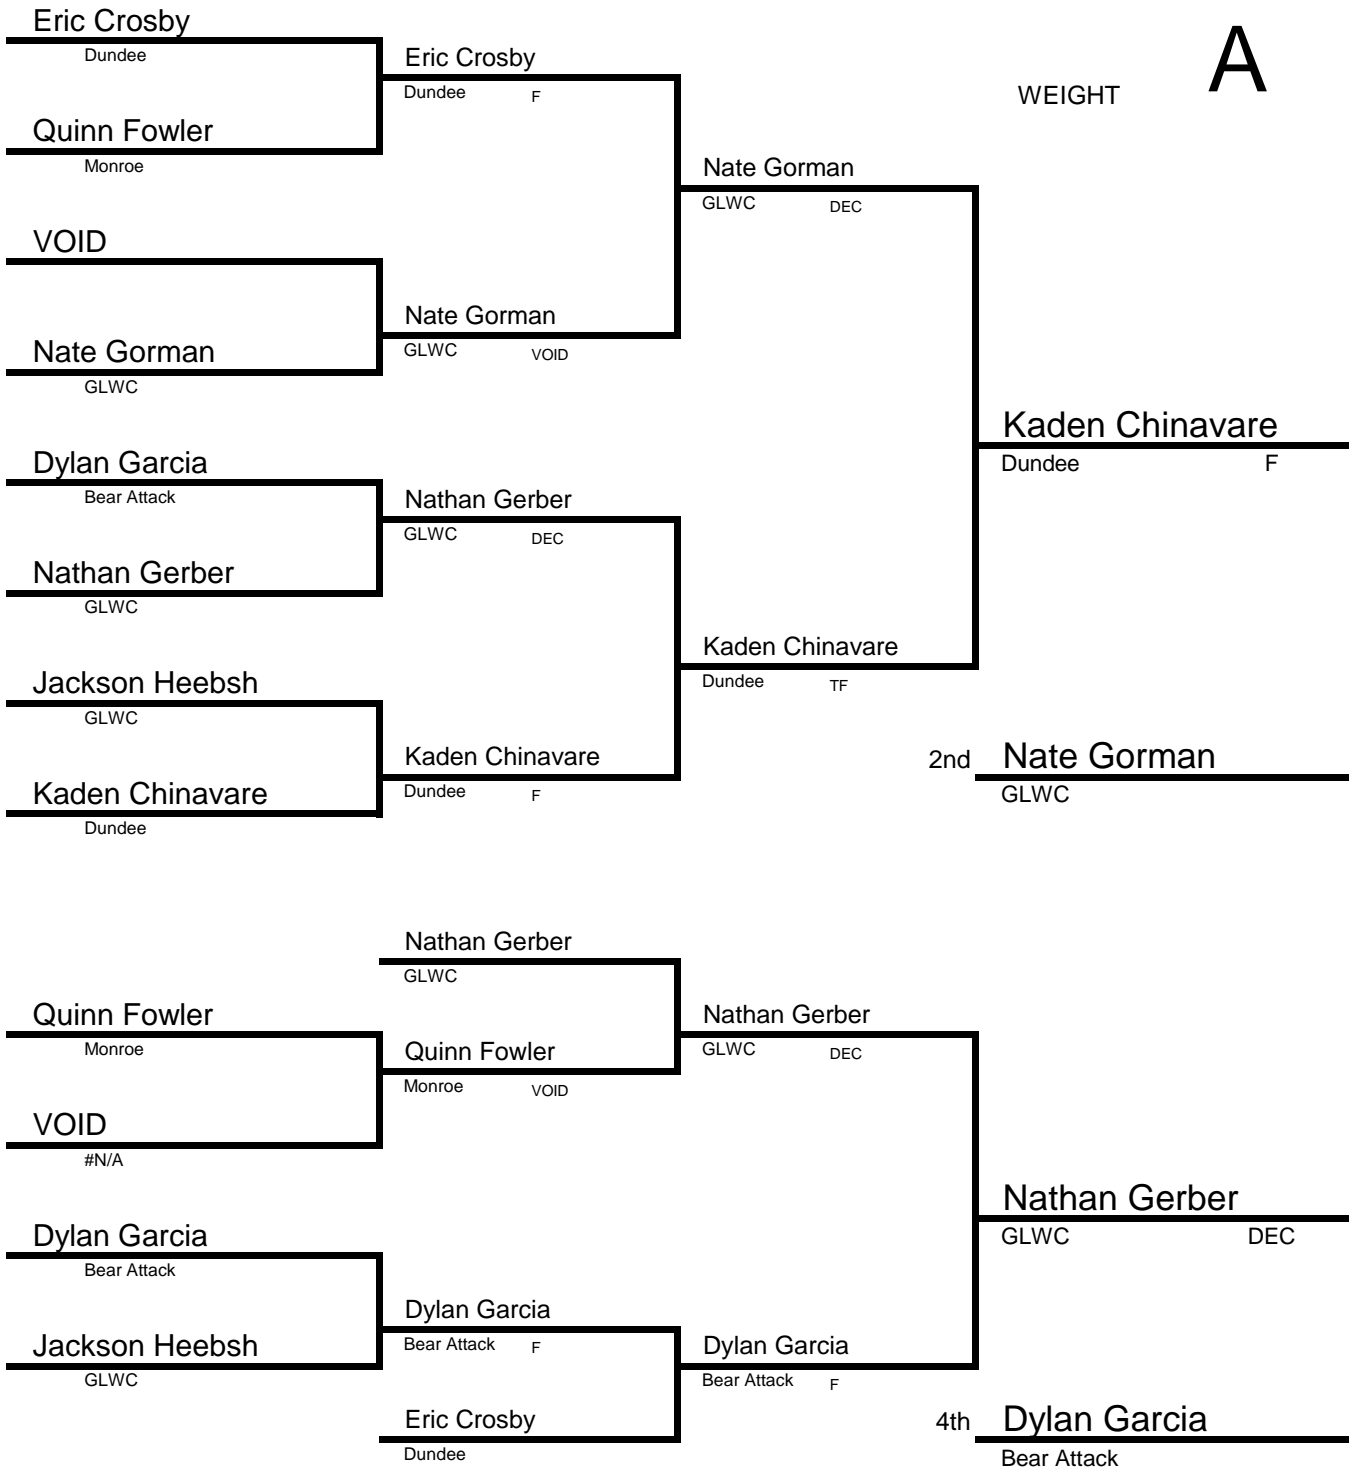 Eric Crosby
Dundee
Eric Crosby
Dundee F
WEIGHT A
Quinn Fowler
Monroe
Nate Gorman
GLWC DEC
VOID
Nate Gorman
GLWC VOID
Nate Gorman
GLWC
Kaden Chinavare
Dundee F
Dylan Garcia
Bear Attack
Nathan Gerber
GLWC DEC
Nathan Gerber
GLWC
Kaden Chinavare
Dundee TF
Jackson Heebsh
GLWC
Kaden Chinavare
Dundee F
2nd Nate Gorman
GLWC
Kaden Chinavare
Dundee
Nathan Gerber
GLWC
Quinn Fowler
Monroe
Nathan Gerber
GLWC DEC
Quinn Fowler
Monroe VOID
VOID
#N/A
Nathan Gerber
GLWC DEC
Dylan Garcia
Bear Attack
Dylan Garcia
Bear Attack F
Jackson Heebsh
GLWC
Dylan Garcia
Bear Attack F
Eric Crosby
Dundee
4th Dylan Garcia
Bear Attack